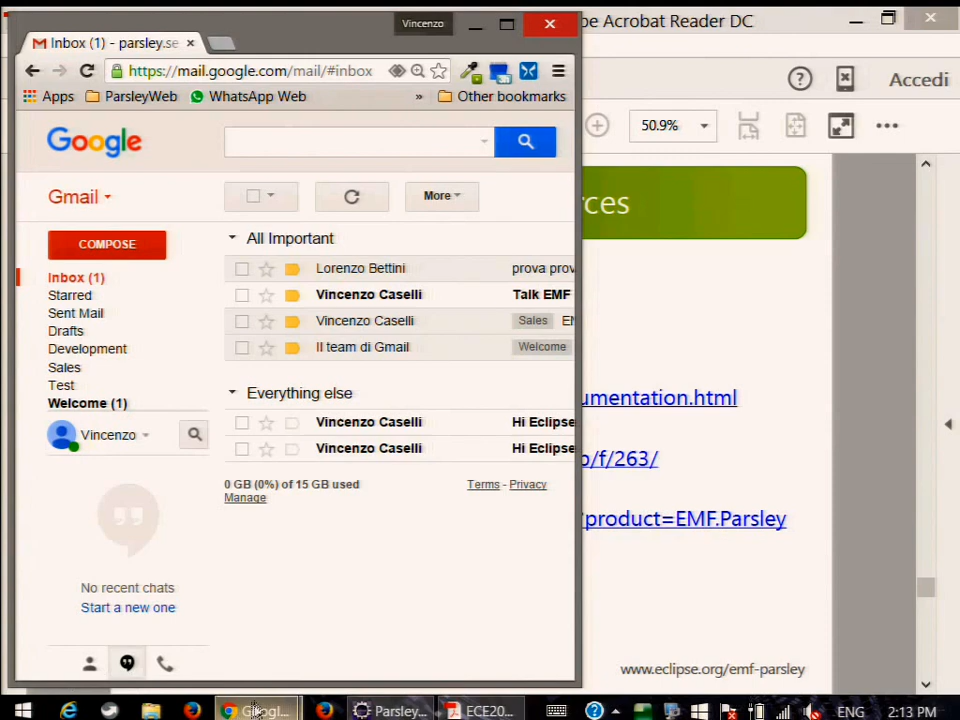 Vincenzo
be Acrobat Reader DC
Inbox (1) - parsley.se
https://mail.google.com/mail/#inbox
Accedi
Apps
ParsleyWeb
WhatsApp Web
»
Other bookmarks
50.9%
Google
Gmail
More
rces
COMPOSE
All Important
Inbox (1)
Lorenzo Bettini
prova prov
Starred
Vincenzo Caselli
Talk EMF
Sent Mail
Vincenzo Caselli
Sales
Drafts
Il team di Gmail
Welcome
Development
Sales
Test
Everything else
umentation.html
Welcome (1)
Vincenzo Caselli
Hi Eclipse
Vincenzo
Vincenzo Caselli
Hi Eclipse
o/f/263/
0 GB (0%) of 15 GB used
Manage
Terms - Privacy
?product=EMF.Parsley
No recent chats
Start a new one
www.eclipse.org/emf-parsley
Googl...
Parsley...
ECE20...
ENG
2:13 PM